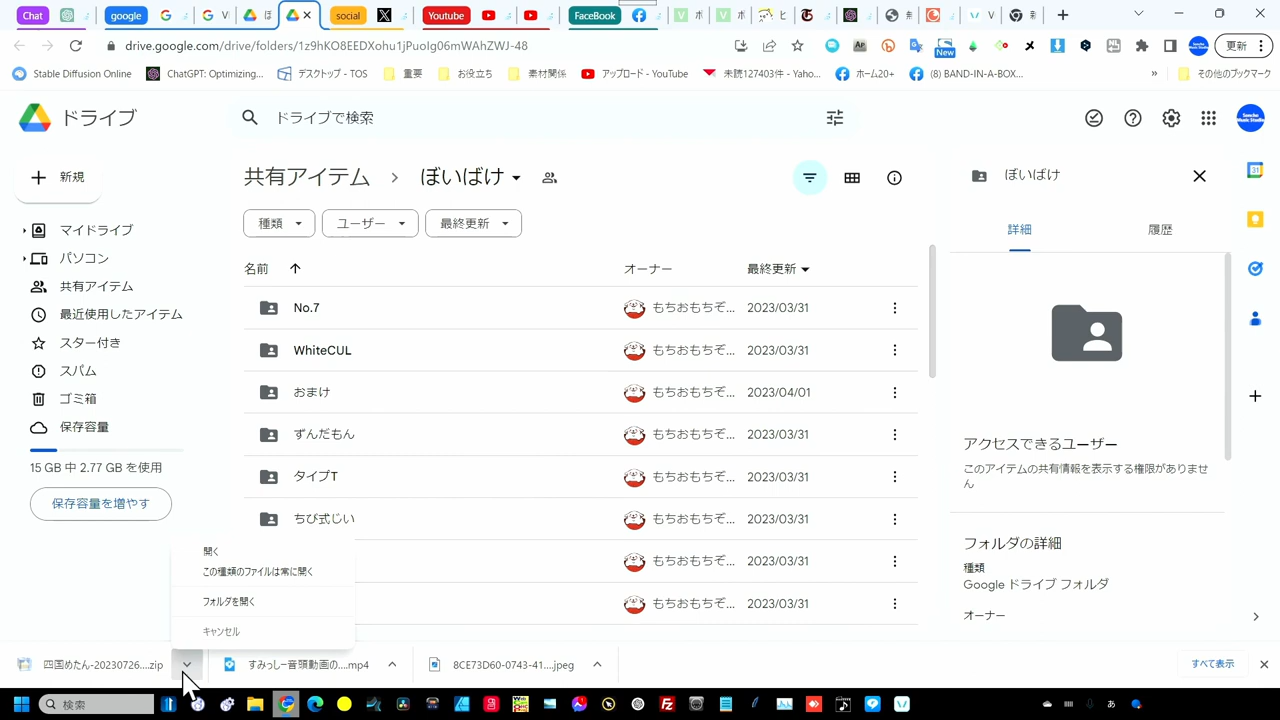 Chat
google
G
G
V
social
X
Youtube
FaceBook
V
V
drive.google.com/drive/folders/1z9hKO8EEDXohu1jPuoIg06mWAhZWJ-48
New
更新
Stable Diffusion Online
ChatGPT: Optimizing...
デスクトップ - TOS
重要
お役立ち
素材関係
アップロード - YouTube
未読127403件 - Yahoo...
ホーム20+
(8) BAND-IN-A-BOX...
その他のブックマーク
ドライブ
ドライブで検索
新規
マイドライブ
パソコン
共有アイテム
最近使用したアイテム
スター付き
スパム
ゴミ箱
保存容量
15 GB 中 2.77 GB を使用
保存容量を増やす
共有アイテム
ぼいばけ
種類
ユーザー
最終更新
名前
オーナー
最終更新
No.7
もちおもちぞ... 2023/03/31
WhiteCUL
もちおもちぞ... 2023/03/31
おまけ
もちおもちぞ... 2023/04/01
ずんだもん
もちおもちぞ... 2023/03/31
タイプT
もちおもちぞ... 2023/03/31
ちび式じい
もちおもちぞ... 2023/03/31
もちおもちぞ... 2023/03/31
もちおもちぞ... 2023/03/31
ぼいばけ
詳細
履歴
アクセスできるユーザー
このアイテムの共有情報を表示する権限がありませ
ん
フォルダの詳細
種類
Google ドライブ フォルダ
オーナー
開く
この種類のファイルは常に開く
フォルダを開く
キャンセル
四国めたん-20230726....zip
すみっしー音頭動画の....mp4
8CE73D60-0743-41....jpeg
すべて表示
検索
あ